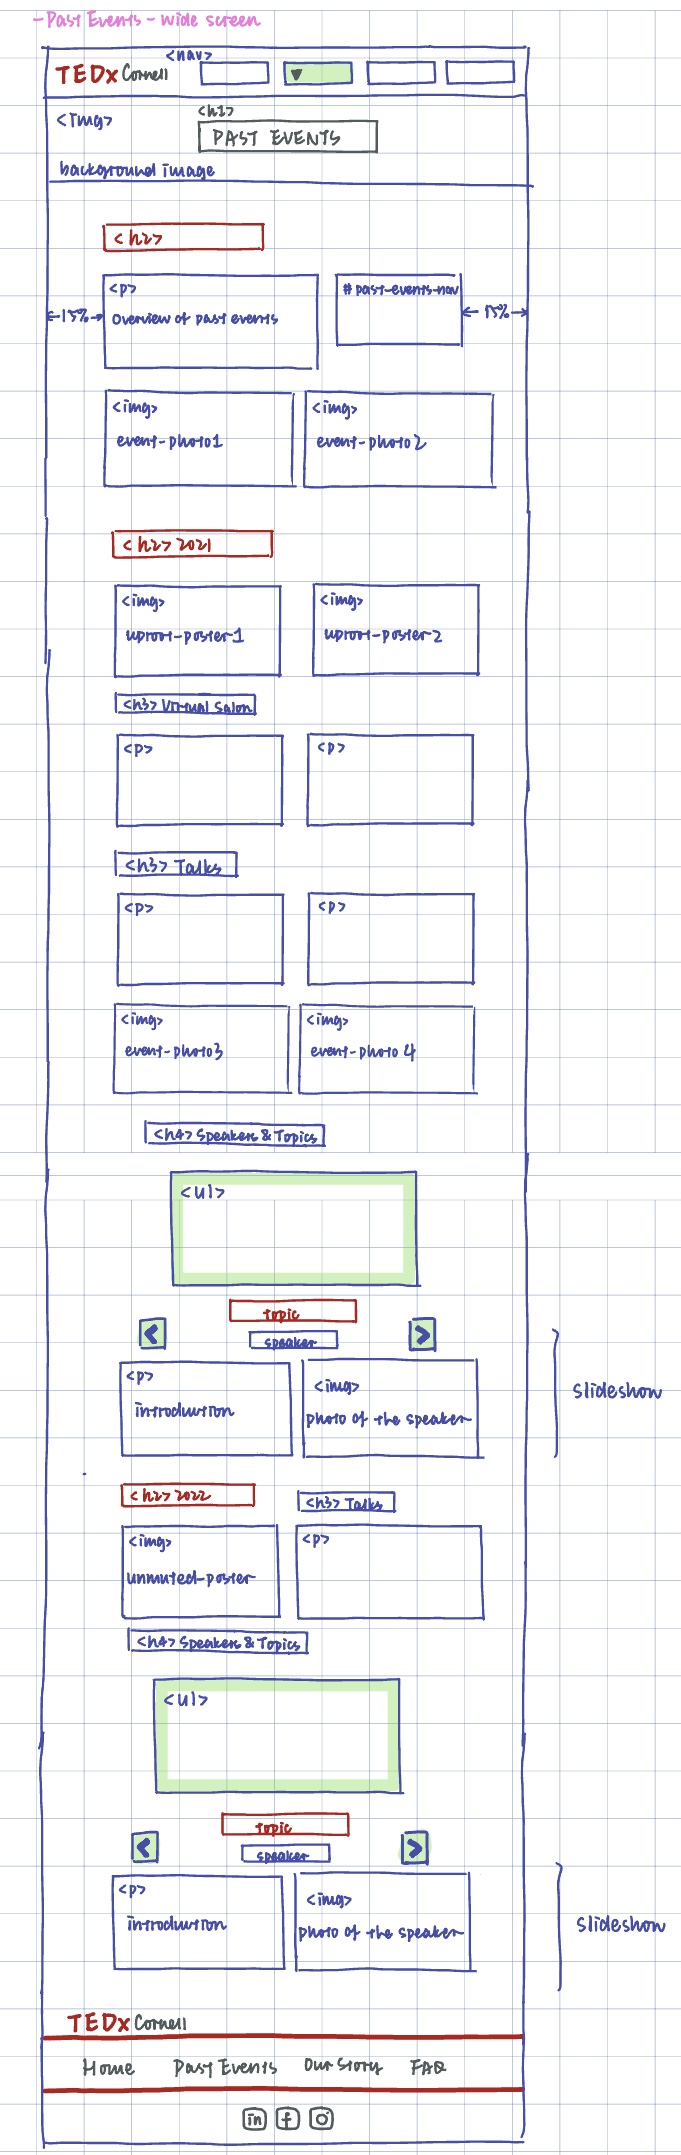 - Past Events - wide screen
<nav>
TEDx Cornell
▼
<img>
<h1>
PAST EVENTS
background image
<h2>
<p>
# past-events-nav
←15%→
overview of past events
←15%→
<img>
<img>
event-photo1
event-photo2
<h2> 2021
<img>
<img>
uproot-poster1
uproot-poster2
<h3> Virtual Salon
<p>
<p>
<h3> Talks
<p>
<p>
<img>
<img>
event-photo3
event-photo4
<h4> Speakers & Topics
<ul>
topic
<
>
speaker
<p>
<img>
introduction
photo of the speaker
slideshow
<h2> 2022
<h3> Talks
<img>
<p>
unmuted-poster
<h4> Speakers & Topics
<ul>
topic
<
>
speaker
<p>
<img>
introduction
photo of the speaker
slideshow
TEDx Cornell
Home Past Events Our Story FAQ
in f